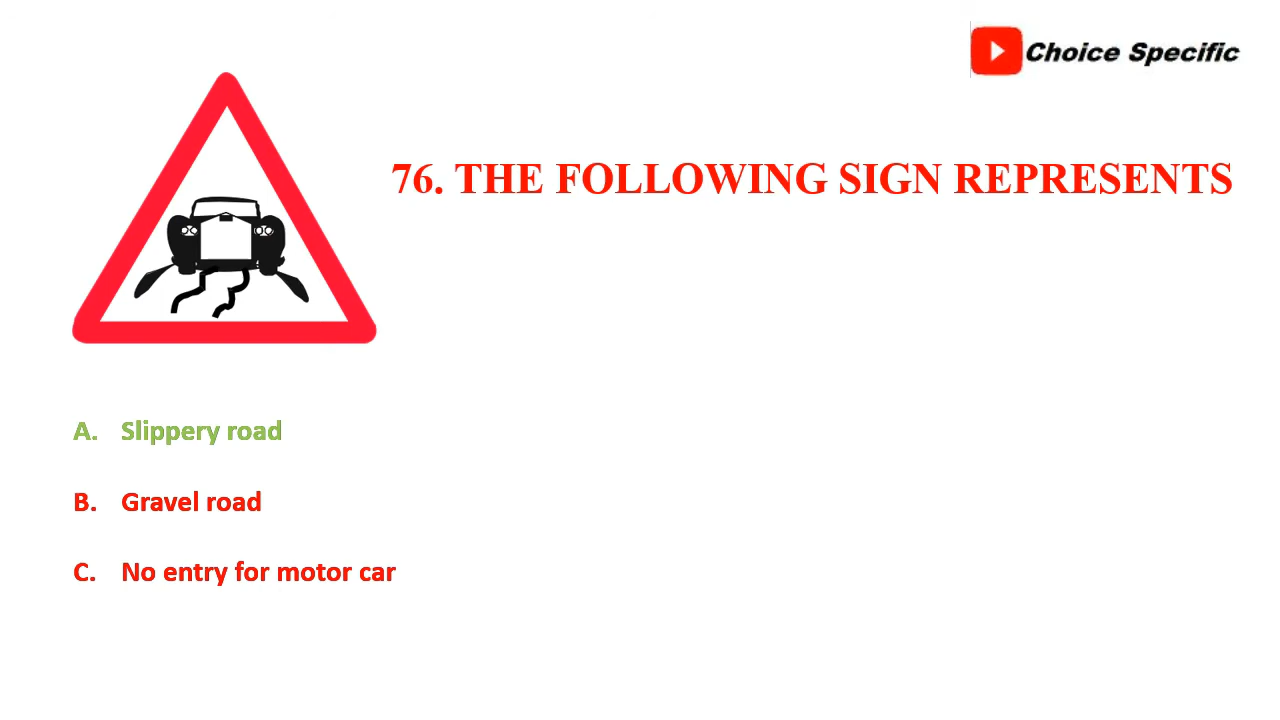 Choice Specific
76. THE FOLLOWING SIGN REPRESENTS
A. Slippery road
B. Gravel road
C. No entry for motor car